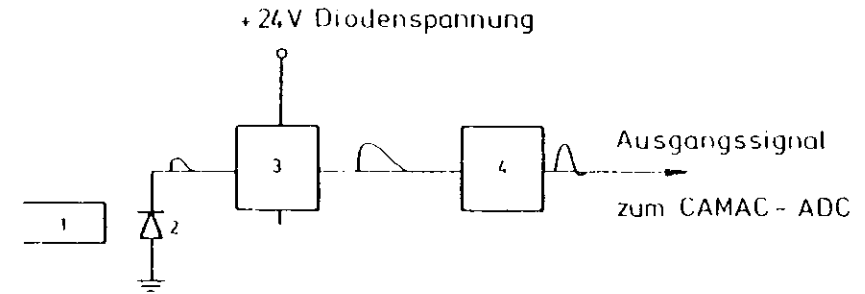 + 24V Diodenspannung
3
4
Ausgangssignal
1
2
zum CAMAC - ADC